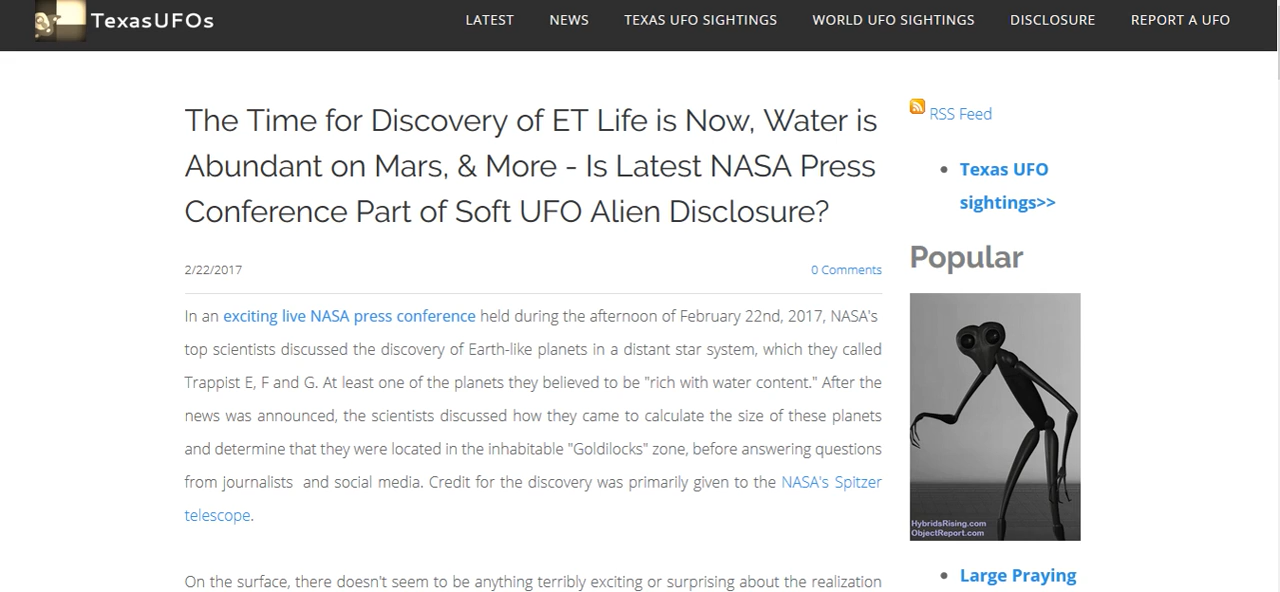 TexasUFOs
LATEST
NEWS
TEXAS UFO SIGHTINGS
WORLD UFO SIGHTINGS
DISCLOSURE
REPORT A UFO
The Time for Discovery of ET Life is Now, Water is
Abundant on Mars, & More - Is Latest NASA Press
Conference Part of Soft UFO Alien Disclosure?
2/22/2017
0 Comments
In an exciting live NASA press conference held during the afternoon of February 22nd, 2017, NASA's
top scientists discussed the discovery of Earth-like planets in a distant star system, which they called
Trappist E, F and G. At least one of the planets they believed to be "rich with water content." After the
news was announced, the scientists discussed how they came to calculate the size of these planets
and determine that they were located in the inhabitable "Goldilocks" zone, before answering questions
from journalists and social media. Credit for the discovery was primarily given to the NASA's Spitzer
telescope.
On the surface, there doesn't seem to be anything terribly exciting or surprising about the realization
RSS Feed
Texas UFO
sightings>>
Popular
HybridsRising.com
ObjectReport.com
Large Praying